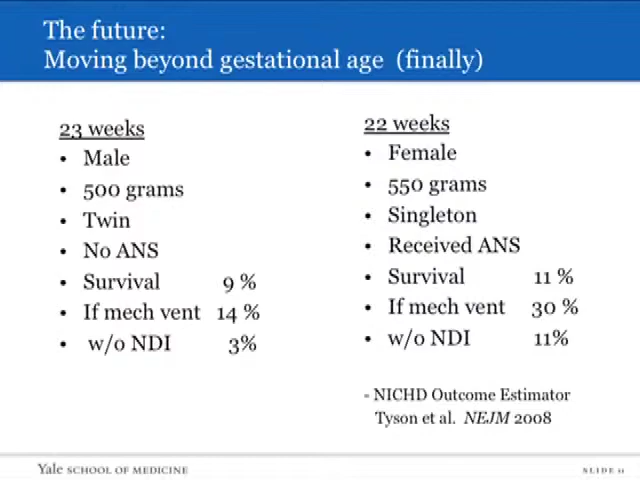 The future:
Moving beyond gestational age (finally)
23 weeks
• Male
• 500 grams
• Twin
• No ANS
• Survival 9 %
• If mech vent 14 %
• w/o NDI 3%
22 weeks
• Female
• 550 grams
• Singleton
• Received ANS
• Survival 11 %
• If mech vent 30 %
• w/o NDI 11%
- NICHD Outcome Estimator
Tyson et al. NEJM 2008
Yale SCHOOL OF MEDICINE
SLIDE 11